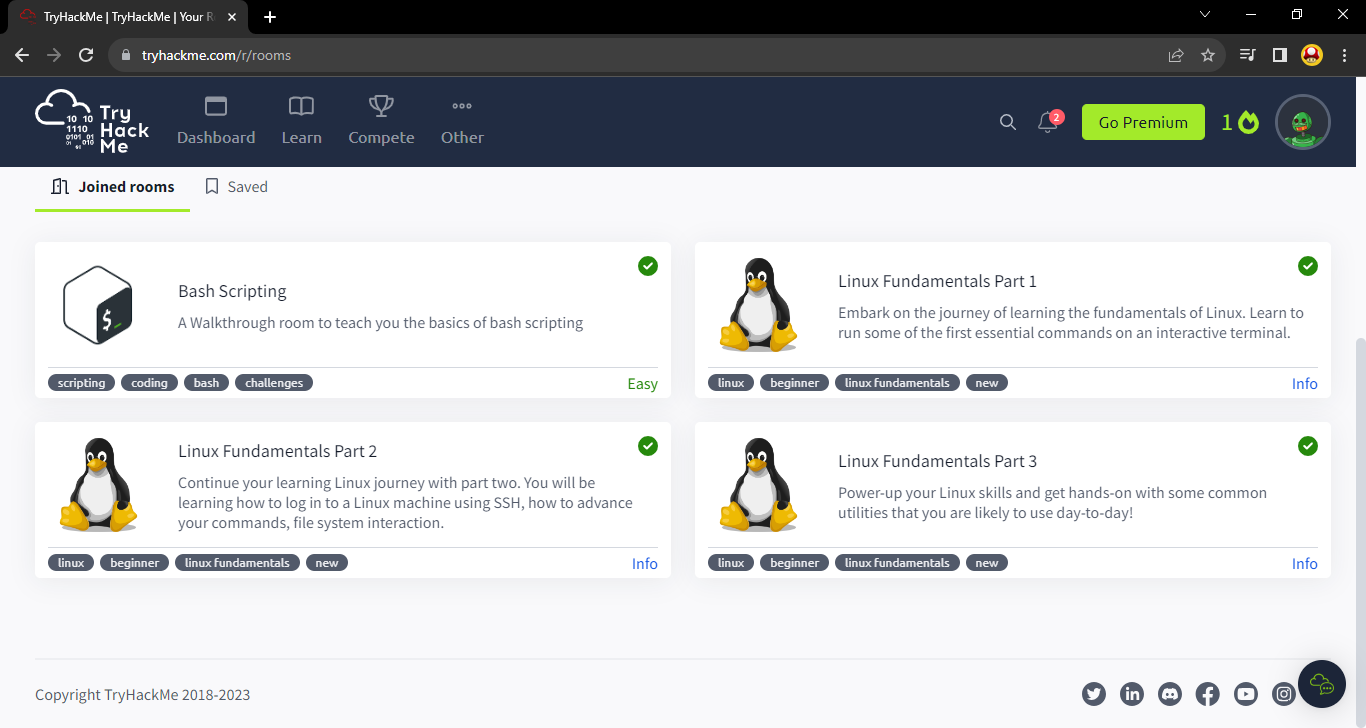 TryHackMe | TryHackMe | Your R
tryhackme.com/r/rooms
10 10
1110
0101 01
01 010
Try
Hack
Me
Dashboard
Learn
Compete
Other
2
Go Premium
1
Joined rooms
Saved
Bash Scripting
A Walkthrough room to teach you the basics of bash scripting
scripting coding bash challenges
Easy
Linux Fundamentals Part 1
Embark on the journey of learning the fundamentals of Linux. Learn to
run some of the first essential commands on an interactive terminal.
linux beginner linux fundamentals new
Info
Linux Fundamentals Part 2
Continue your learning Linux journey with part two. You will be
learning how to log in to a Linux machine using SSH, how to advance
your commands, file system interaction.
linux beginner linux fundamentals new
Info
Linux Fundamentals Part 3
Power-up your Linux skills and get hands-on with some common
utilities that you are likely to use day-to-day!
linux beginner linux fundamentals new
Info
Copyright TryHackMe 2018-2023